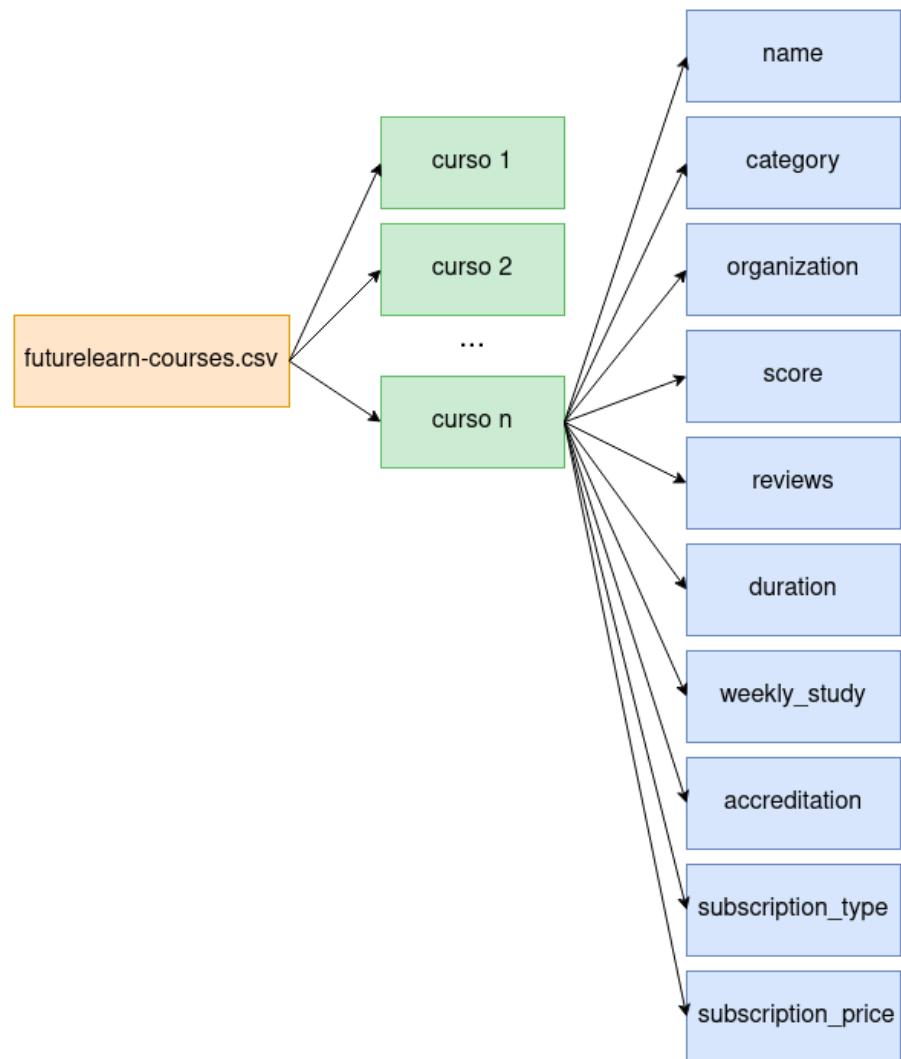 futurelearn-courses.csv
curso 1
curso 2
...
curso n
name
category
organization
score
reviews
duration
weekly_study
accreditation
subscription_type
subscription_price